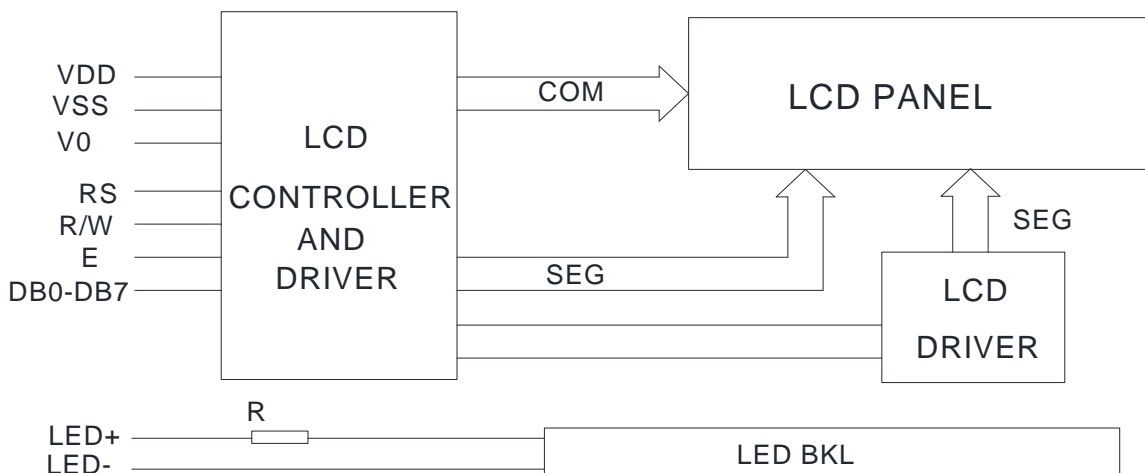 VDD
VSS
V0
RS
R/W
E
DB0-DB7
LCD
CONTROLLER
AND
DRIVER
COM
SEG
LCD PANEL
SEG
LCD
DRIVER
R
LED+
LED-
LED BKL